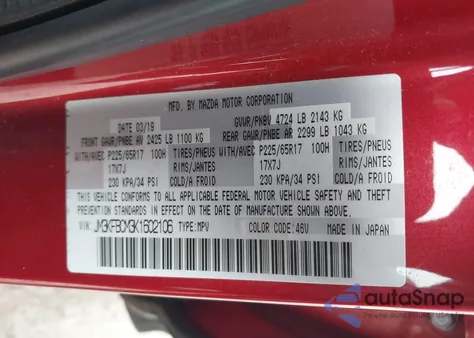 MFD. BY MAZDA MOTOR CORPORATION
DATE 03/19 GVWR/PNBV 4724 LB 2143 KG
FRONT GAWR/PNBE AV 2425 LB 1100 KG REAR GAWR/PNBE AR 2299 LB 1043 KG
WITH/AVEC P225/65R17 100H TIRES/PNEUS WITH/AVEC P225/65R17 100H TIRES/PNEUS
17X7J RIMS/JANTES 17X7J RIMS/JANTES
230 KPA/34 PSI COLD/A FROID 230 KPA/34 PSI COLD/A FROID
THIS VEHICLE CONFORMS TO ALL APPLICABLE FEDERAL MOTOR VEHICLE SAFETY AND THEFT
PREVENTION STANDARDS IN EFFECT ON THE DATE OF MANUFACTURE SHOWN ABOVE.
VIN: JM3KFBCM3K1602106 TYPE:MPV COLOR CODE:46V MADE IN JAPAN
autoSnap